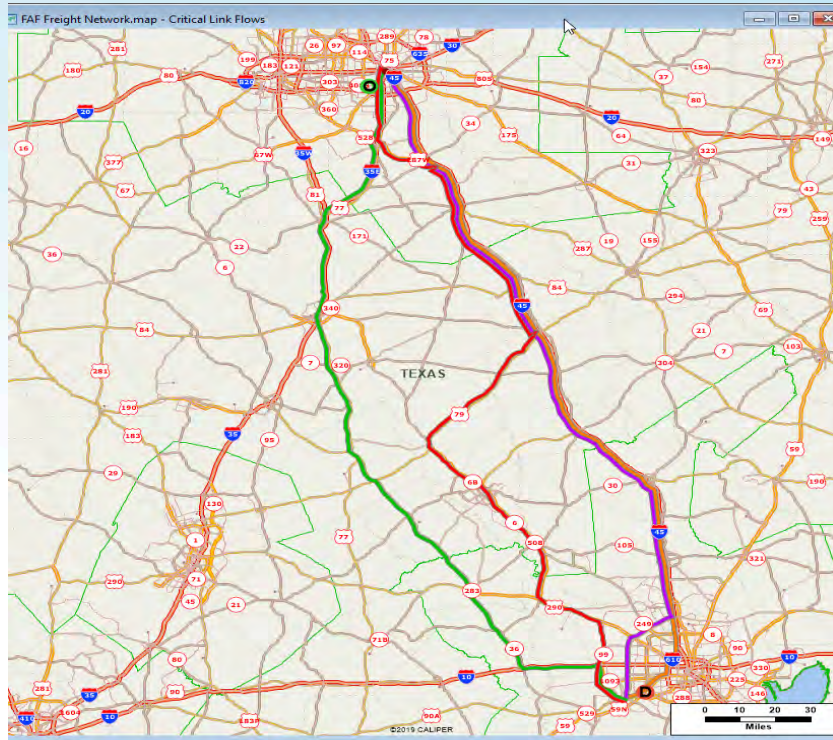 FAF Freight Network.map - Critical Link Flows
289 78
281 26 97 114 635 30
199 75
180 80 183 121 45 154 271
820 303 80S 37
20 360 80
34 20
16 528 175 64 149
67W 35W 287W 31 323
377 35E
67 81 43
77 79 259
171 19 155
36 22 287
6 84 294
45 69
340 21
84 7 103
7 320 304
281 TEXAS
190 79
183 35
95 59
29 6B 30 190
130 6 45
1 77 508 105
321
290 71 283
45 21 290 249 8
71B 36 90
80 99 610 10
10 330
281 90 1093 225
35 D 146
1604 59N 288
410 10 183A 90A 59 529
0 10 20 30
Miles
©2019 CALIPER
O